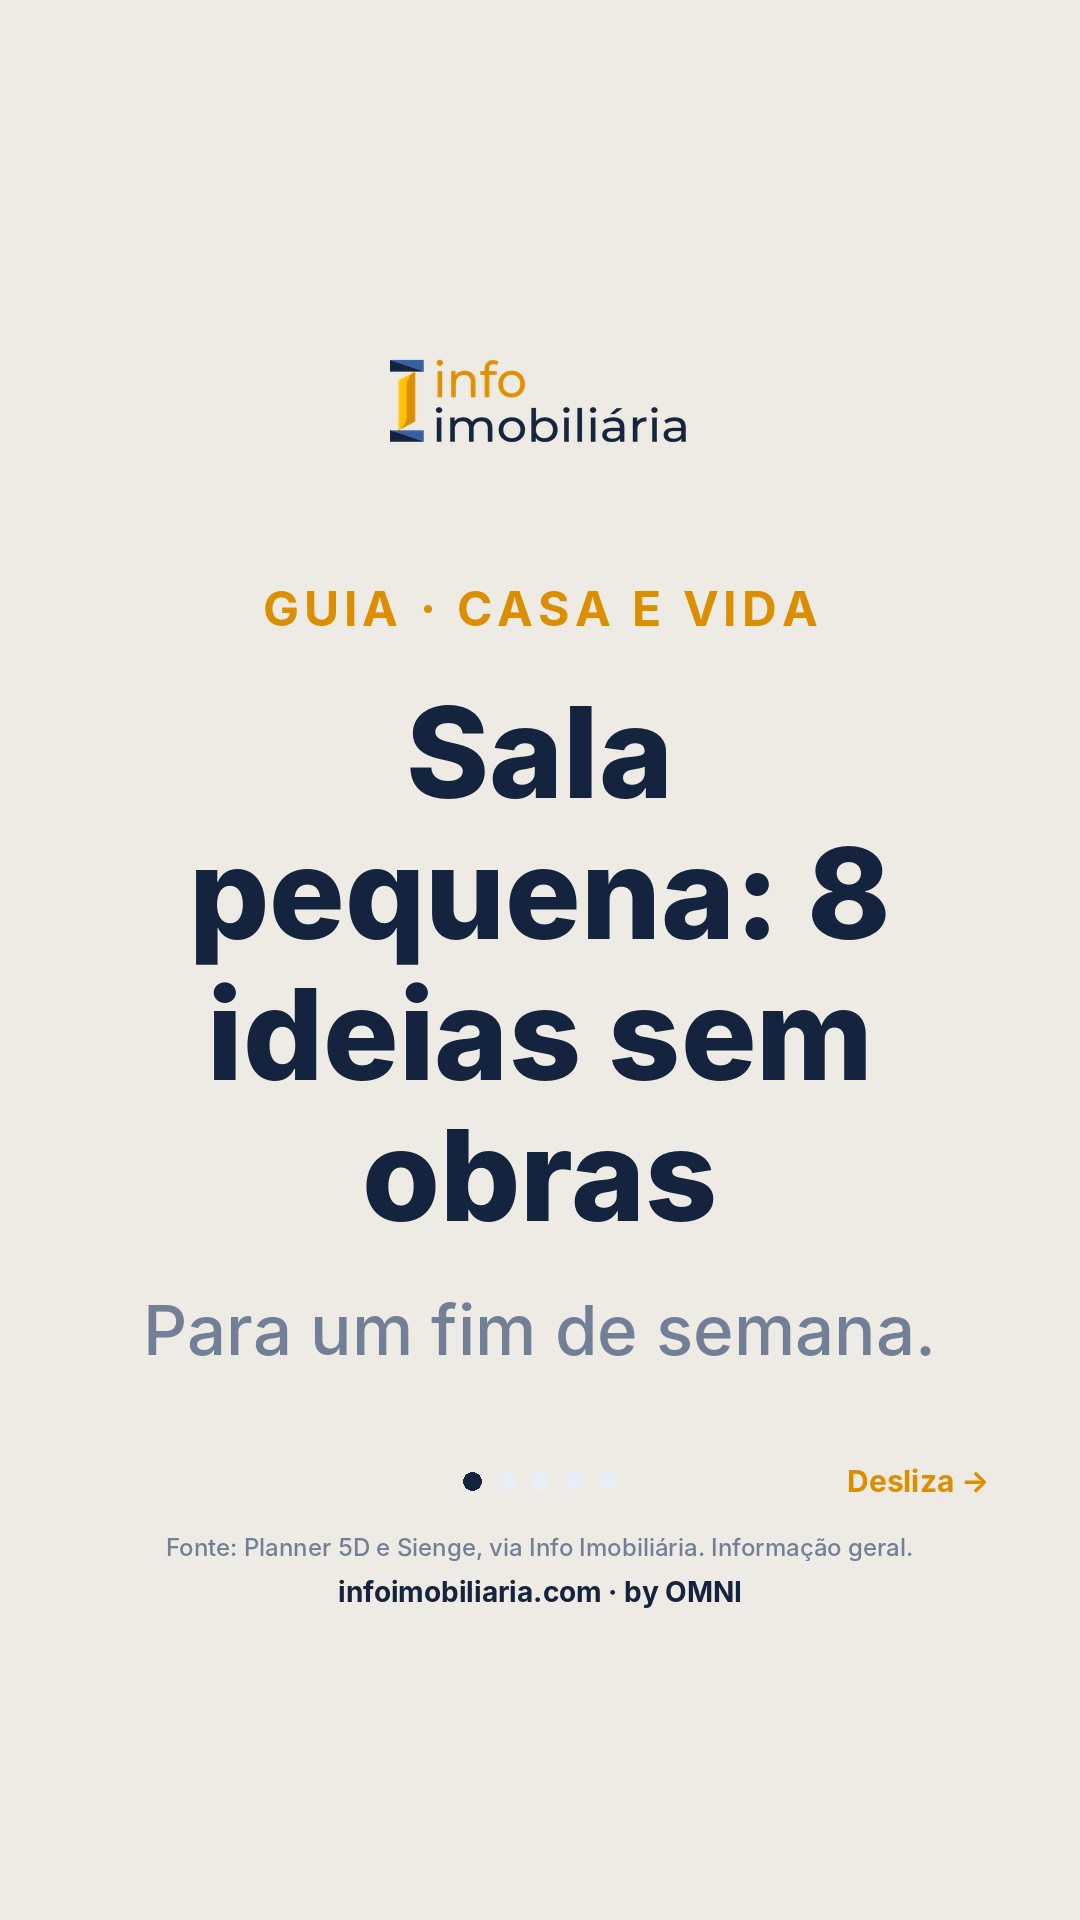 info
imobiliária
GUIA · CASA E VIDA
Sala
pequena: 8
ideias sem
obras
Para um fim de semana.
Desliza →
Fonte: Planner 5D e Sienge, via Info Imobiliária. Informação geral.
infoimobiliaria.com · by OMNI